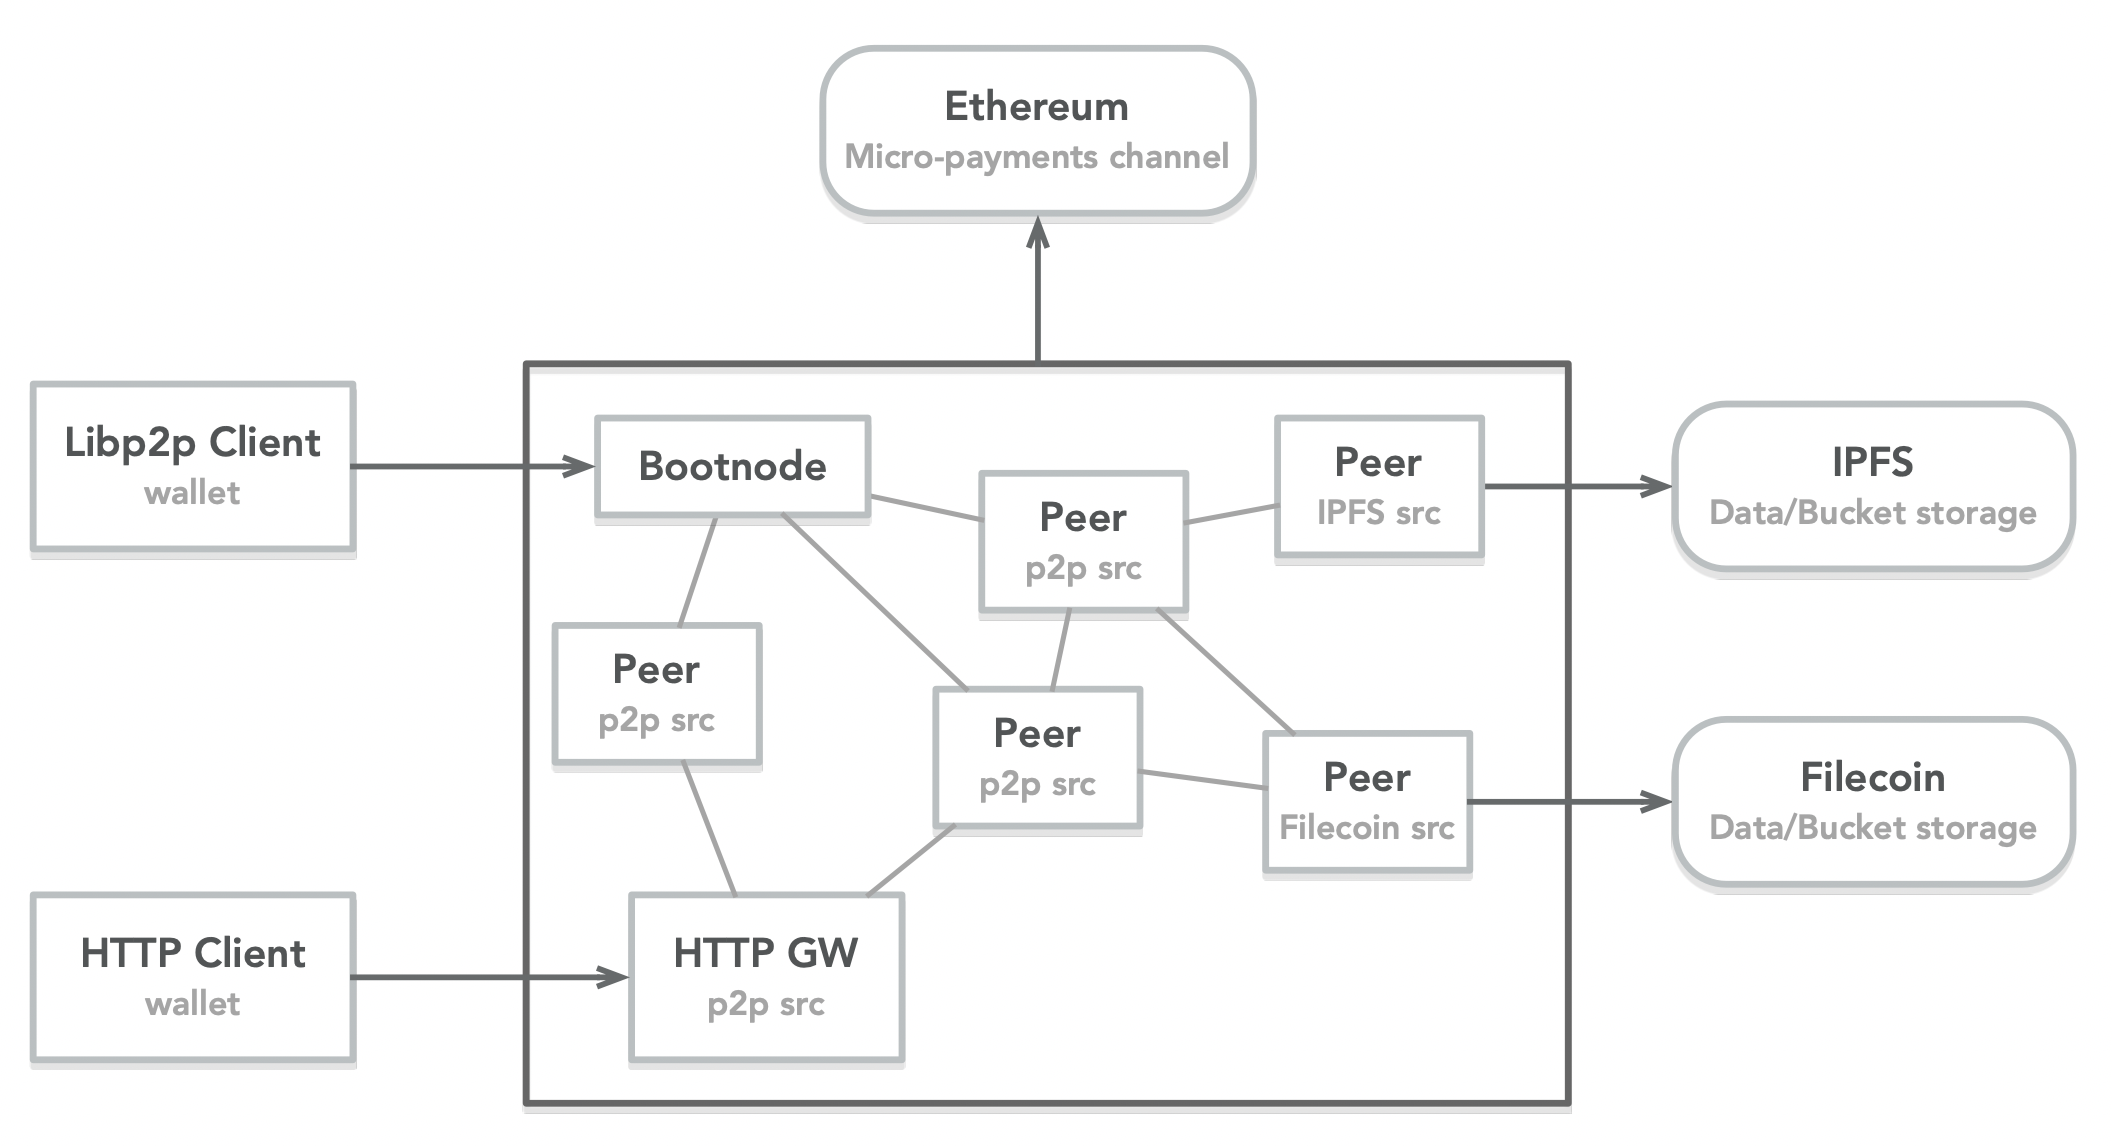 Ethereum
Micro-payments channel
Libp2p Client
wallet
Bootnode
Peer
p2p src
Peer
IPFS src
IPFS
Data/Bucket storage
Peer
p2p src
Peer
p2p src
Peer
Filecoin src
Filecoin
Data/Bucket storage
HTTP Client
wallet
HTTP GW
p2p src